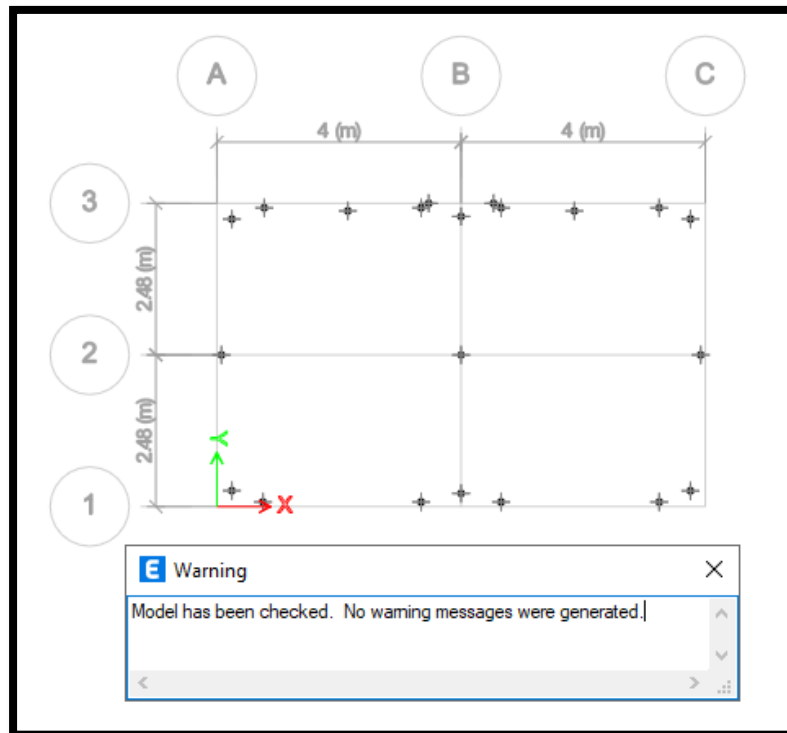 A B C
4 (m) 4 (m)
3
2.48 (m)
2
2.48 (m)
Y
1
X
E Warning
Model has been checked. No warning messages were generated.